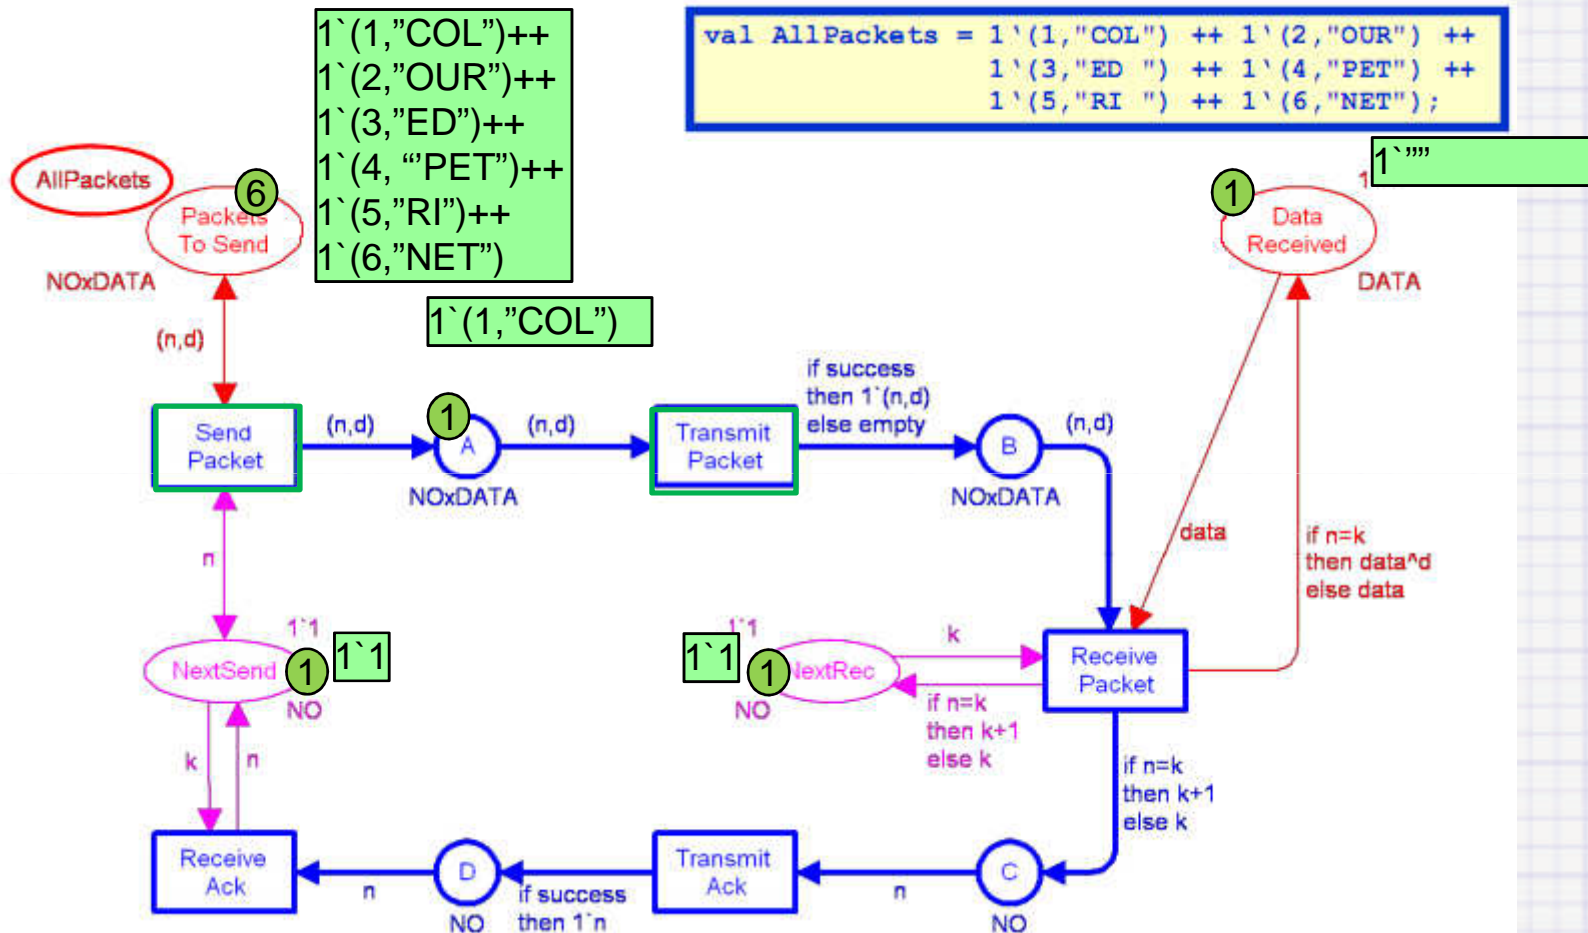 1`(1,”COL”)++
1`(2,”OUR”)++
1`(3,”ED”)++
1`(4, “’PET”)++
1`(5,”RI”)++
1`(6,”NET”)
val AllPackets = 1`(1,"COL") ++ 1`(2,"OUR") ++
1`(3,"ED ") ++ 1`(4,"PET") ++
1`(5,"RI ") ++ 1`(6,"NET");
AllPackets
6
Packets
To Send
NOxDATA
1
1`””
1
Data
Received
DATA
1`(1,”COL”)
(n,d)
Send
Packet
(n,d)
1
A
NOxDATA
(n,d)
Transmit
Packet
if success
then 1`(n,d)
else empty
B
NOxDATA
(n,d)
data
if n=k
then data^d
else data
n
1`1
NextSend
1
1`1
NO
1`1
1`1
1
NextRec
NO
k
if n=k
then k+1
else k
Receive
Packet
if n=k
then k+1
else k
k
n
Receive
Ack
n
D
NO
if success
then 1`n
Transmit
Ack
n
C
NO